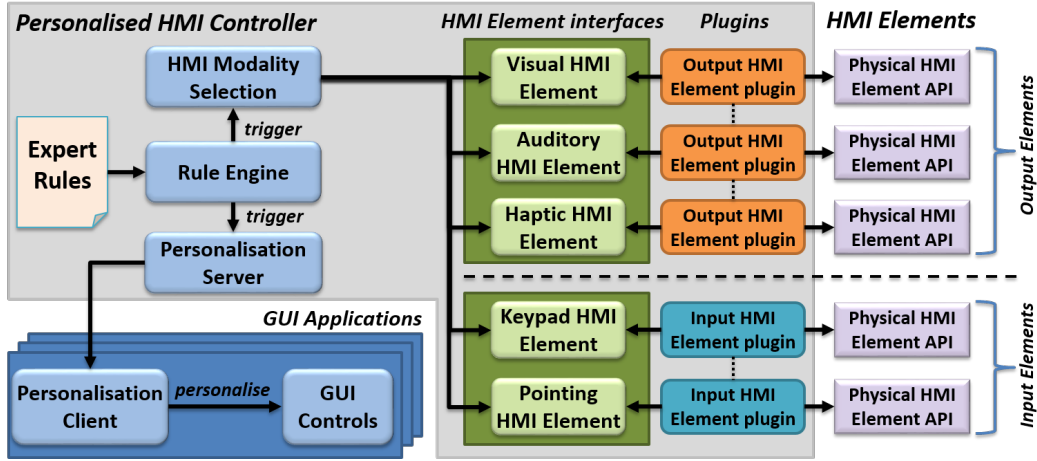 Personalised HMI Controller
HMI Element interfaces
Plugins
HMI Elements
HMI Modality
Selection
trigger
Expert
Rules
Rule Engine
trigger
Personalisation
Server
GUI Applications
Personalisation
Client
personalise
GUI
Controls
Visual HMI
Element
Output HMI
Element plugin
Physical HMI
Element API
Auditory
HMI Element
Output HMI
Element plugin
Physical HMI
Element API
Haptic HMI
Element
Output HMI
Element plugin
Physical HMI
Element API
Output Elements
Keypad HMI
Element
Input HMI
Element plugin
Physical HMI
Element API
Pointing
HMI Element
Input HMI
Element plugin
Physical HMI
Element API
Input Elements